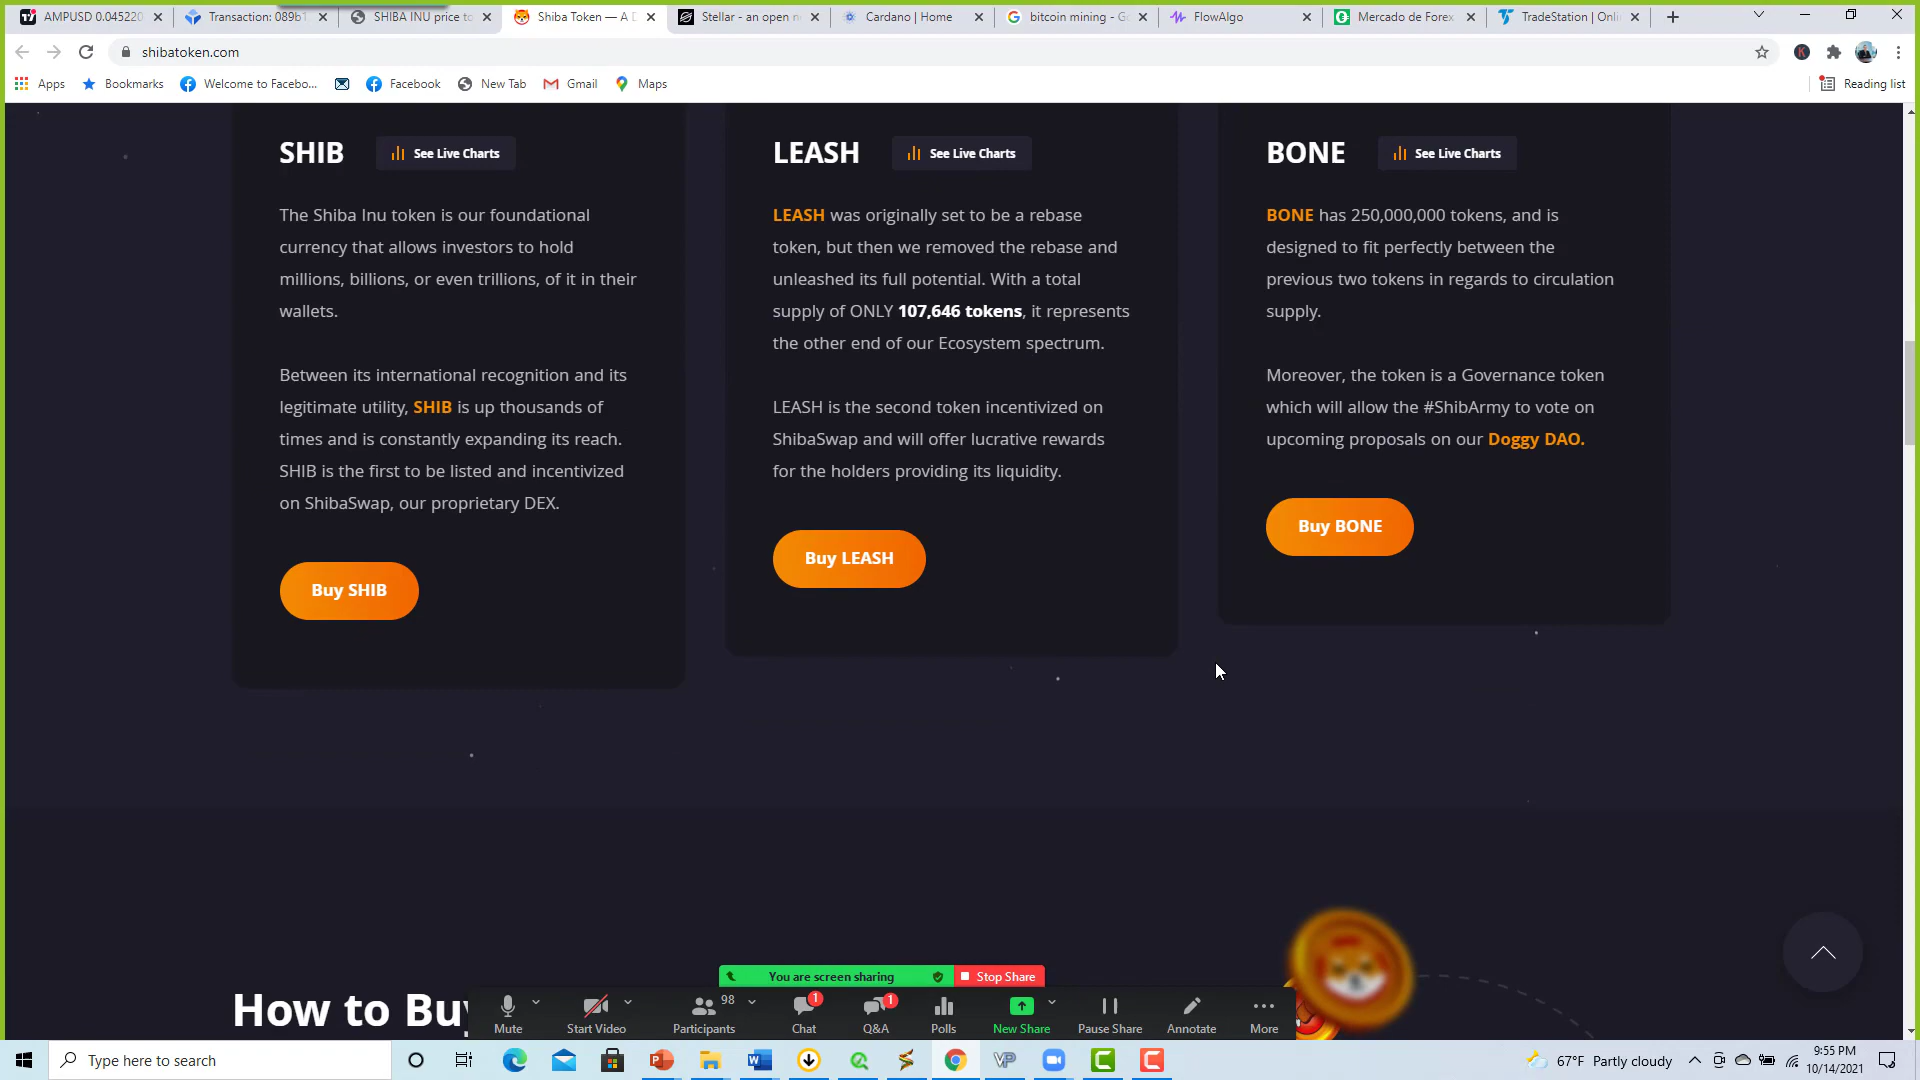 AMPUSD 0.045220
Transaction: 089b1
SHIBA INU price to
Shiba Token — A D
Stellar - an open n
Cardano | Home
bitcoin mining - Go
FlowAlgo
Mercado de Forex
TradeStation | Onli
shibatoken.com
Apps
Bookmarks
Welcome to Facebo...
Facebook
New Tab
Gmail
Maps
Reading list
SHIB
See Live Charts
The Shiba Inu token is our foundational
currency that allows investors to hold
millions, billions, or even trillions, of it in their
wallets.
Between its international recognition and its
legitimate utility, SHIB is up thousands of
times and is constantly expanding its reach.
SHIB is the first to be listed and incentivized
on ShibaSwap, our proprietary DEX.
Buy SHIB
LEASH
See Live Charts
LEASH was originally set to be a rebase
token, but then we removed the rebase and
unleashed its full potential. With a total
supply of ONLY 107,646 tokens, it represents
the other end of our Ecosystem spectrum.
LEASH is the second token incentivized on
ShibaSwap and will offer lucrative rewards
for the holders providing its liquidity.
Buy LEASH
BONE
See Live Charts
BONE has 250,000,000 tokens, and is
designed to fit perfectly between the
previous two tokens in regards to circulation
supply.
Moreover, the token is a Governance token
which will allow the #ShibArmy to vote on
upcoming proposals on our Doggy DAO.
Buy BONE
How to Buy
You are screen sharing
Stop Share
Mute
Start Video
Participants
98
Chat
1
Q&A
1
Polls
New Share
Pause Share
Annotate
More
Type here to search
67°F Partly cloudy
9:55 PM
10/14/2021